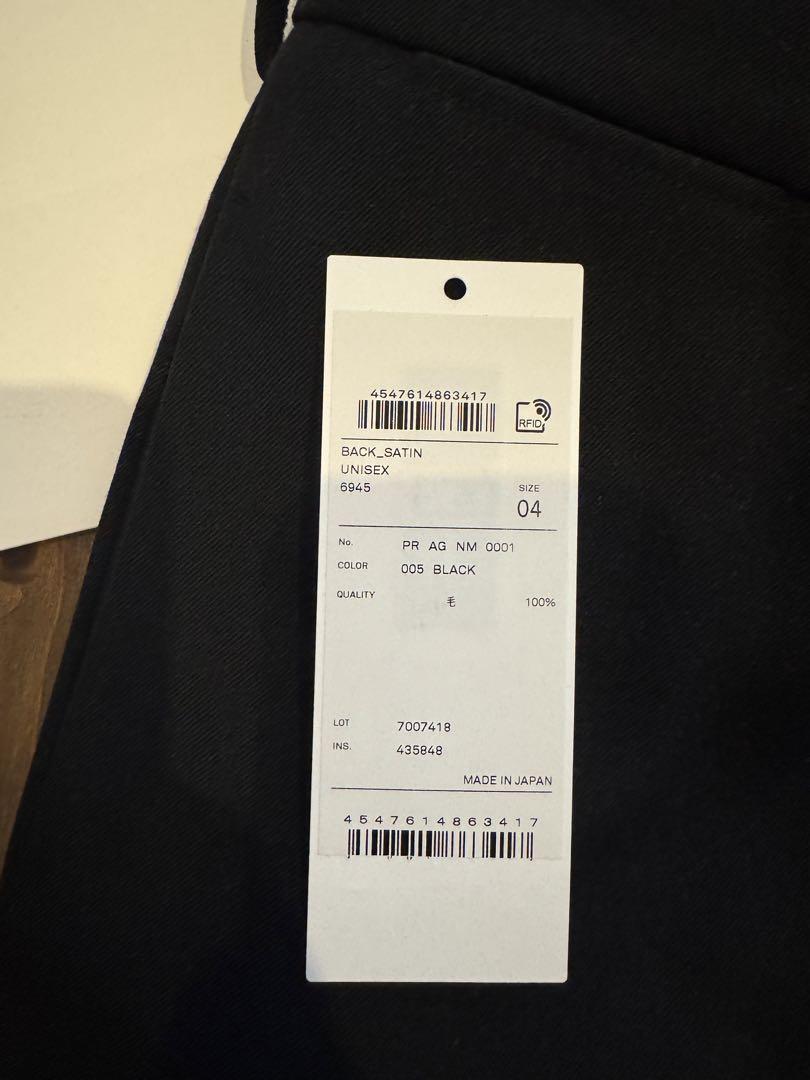 4547614863417
RFID
BACK_SATIN
UNISEX
6945
SIZE
04
No. PR AG NM 0001
COLOR 005 BLACK
QUALITY 毛 100%
LOT 7007418
INS. 435848
MADE IN JAPAN
4547614863417